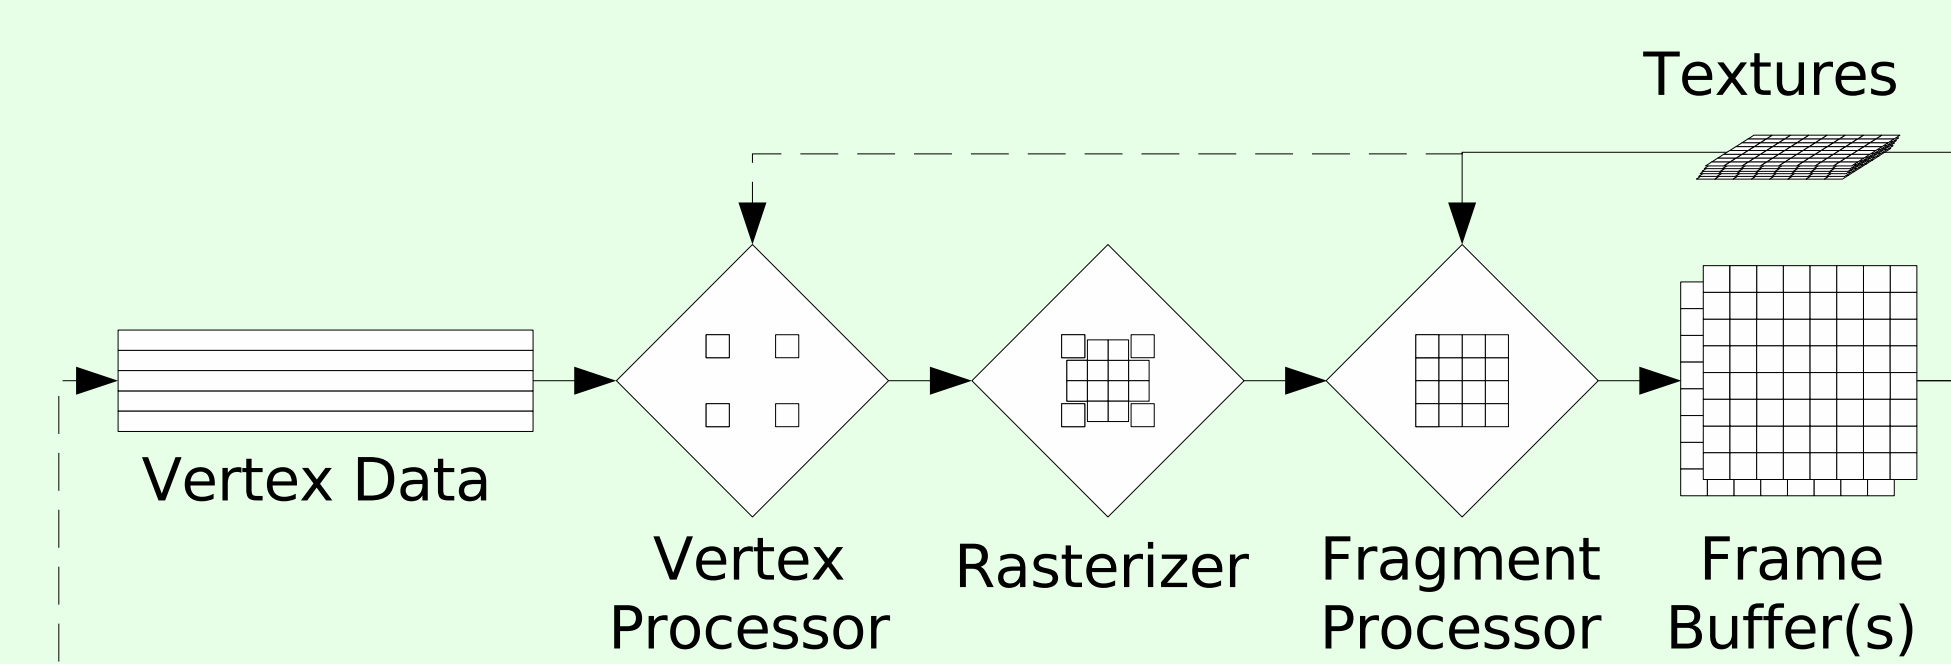 Textures
Vertex Data
Vertex
Processor
Rasterizer
Fragment
Processor
Frame
Buffer(s)